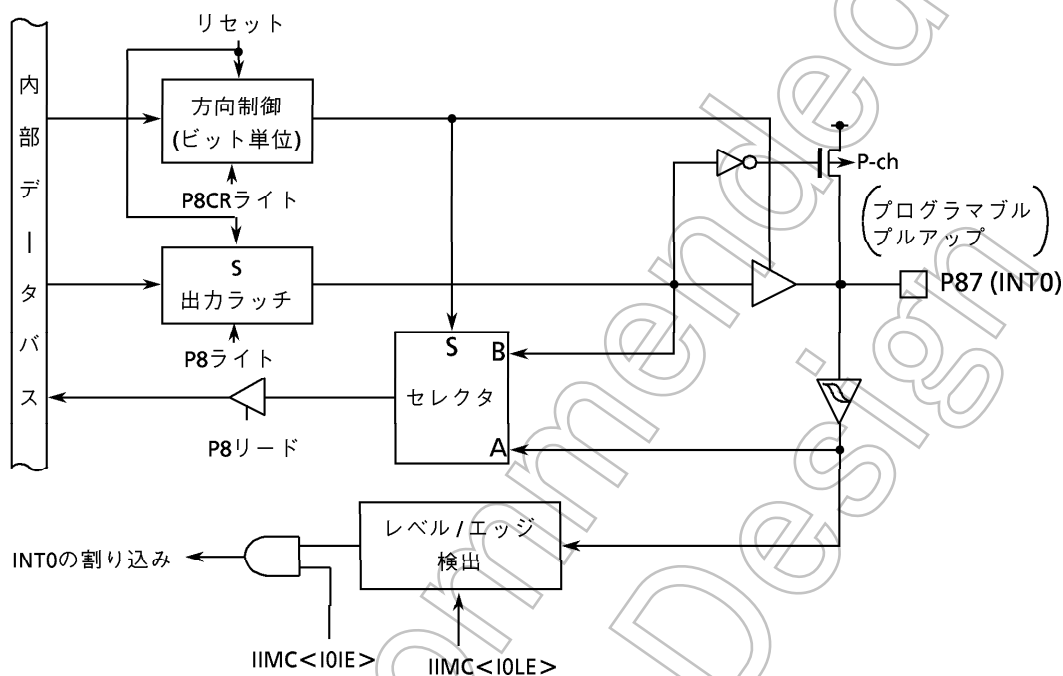 リセット
内部データバス
方向制御
(ビット単位)
P-ch
P8CRライト
(プログラマブル
プルアップ)
S
出力ラッチ
P87 (INT0)
P8ライト
S
B
セレクタ
A
P8リード
レベル/エッジ
検出
INT0の割り込み
IIMC<I0IE>
IIMC<I0LE>
ommended
Design